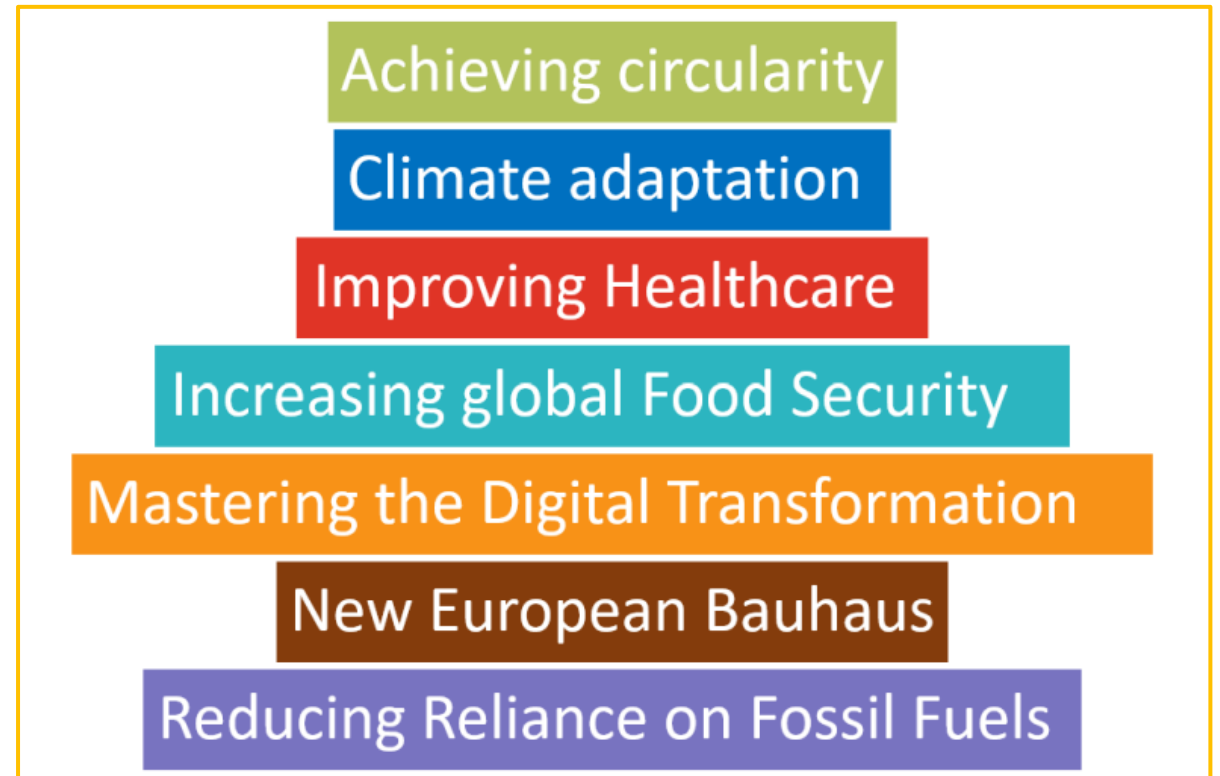 Achieving circularity
Climate adaptation
Improving Healthcare
Increasing global Food Security
Mastering the Digital Transformation
New European Bauhaus
Reducing Reliance on Fossil Fuels